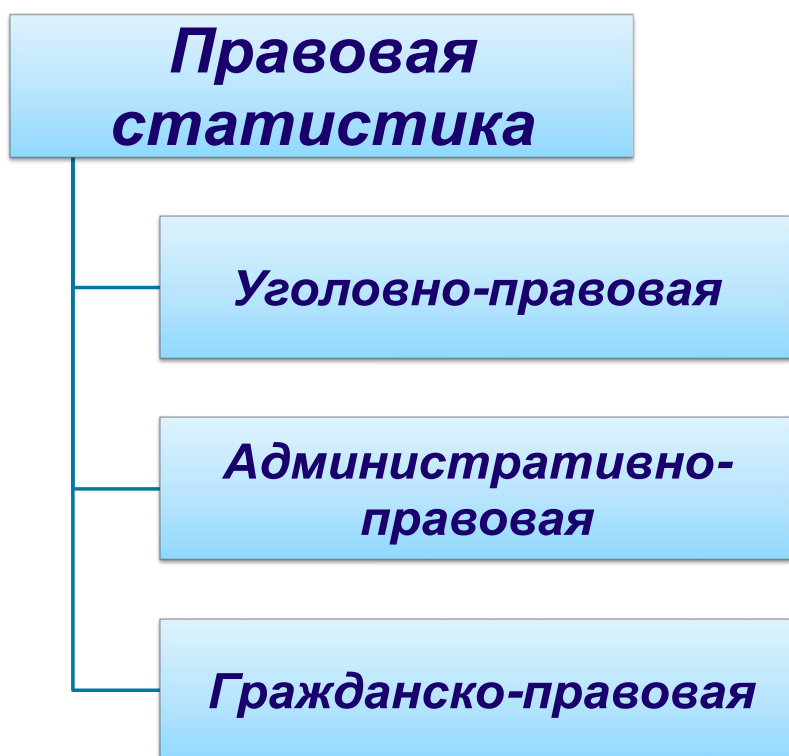 Правовая
статистика
Уголовно-правовая
Административно-
правовая
Гражданско-правовая